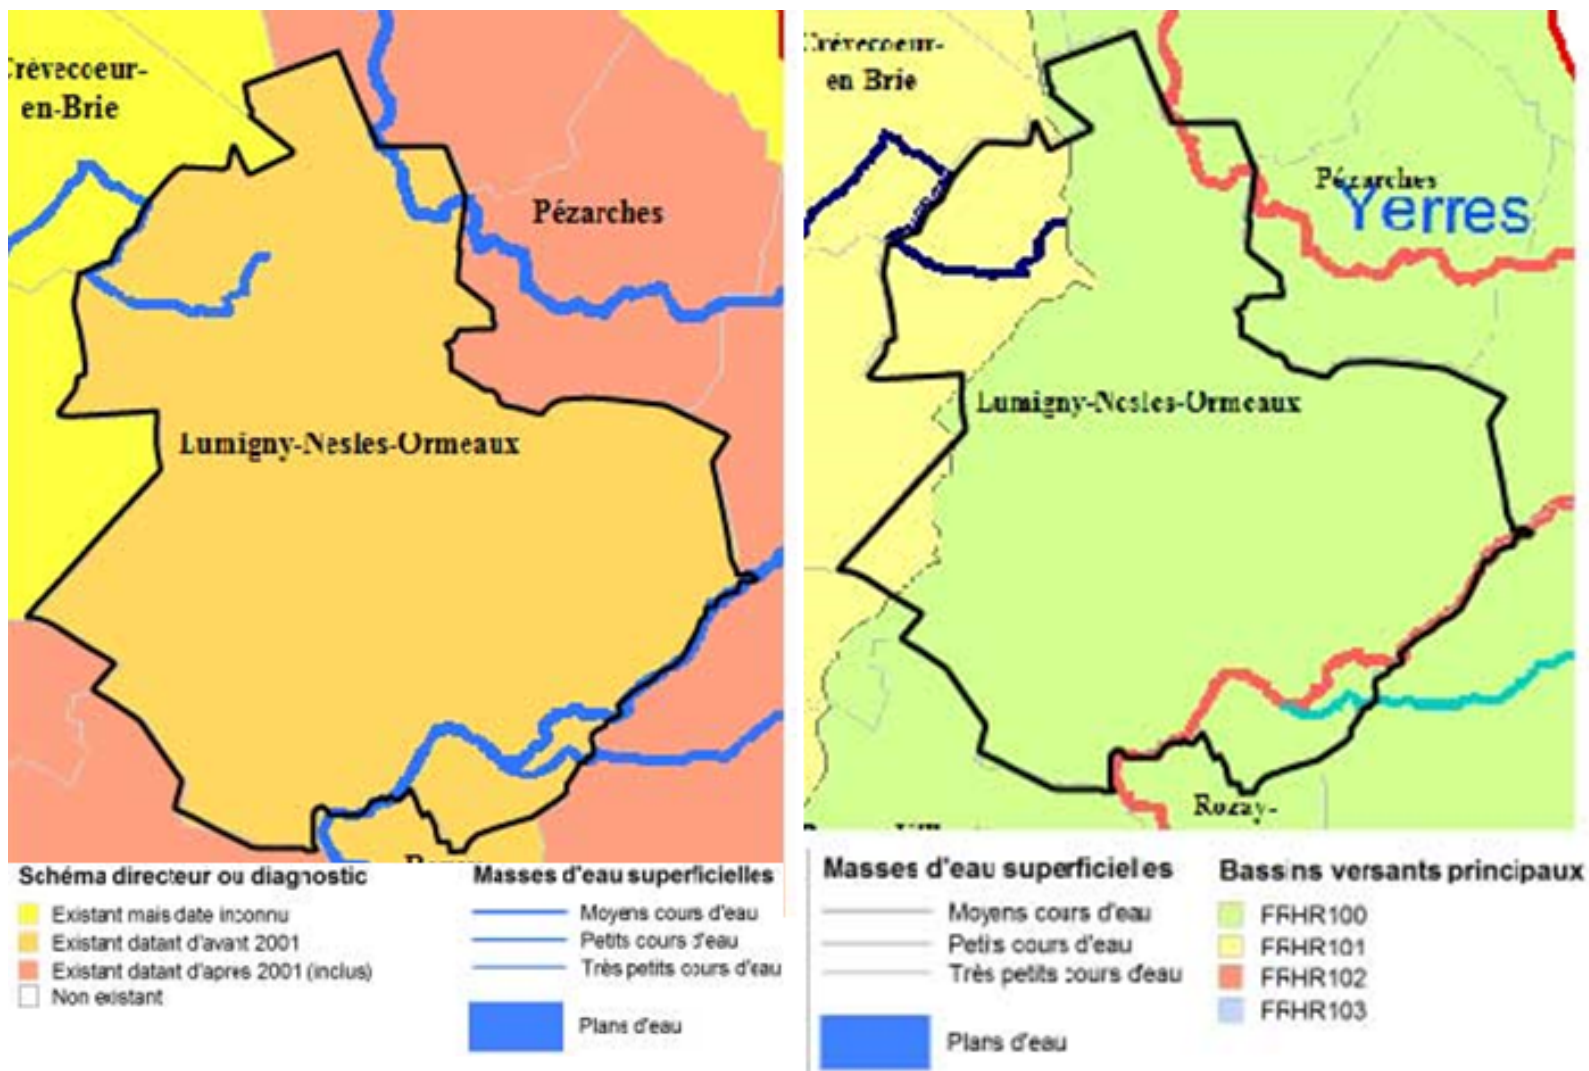 Crèvecoeur-
en-Brie
Pézarches
Lumigny-Nesles-Ormeaux
Schéma directeur ou diagnostic
Existant mais date inconnu
Existant datant d'avant 2001
Existant datant d'apres 2001 (inclus)
Non existant
Masses d'eau superficielles
Moyens cours d'eau
Petits cours d'eau
Très petits cours d'eau
Plans d'eau
Crèvecoeur-
en Brie
Pézarches
Yerres
Lumigny-Nesles-Ormeaux
Rozay-
Masses d'eau superficielles
Moyens cours d'eau
Petits cours d'eau
Très petits cours d'eau
Plans d'eau
Bassins versants principaux
FRHR100
FRHR101
FRHR102
FRHR103